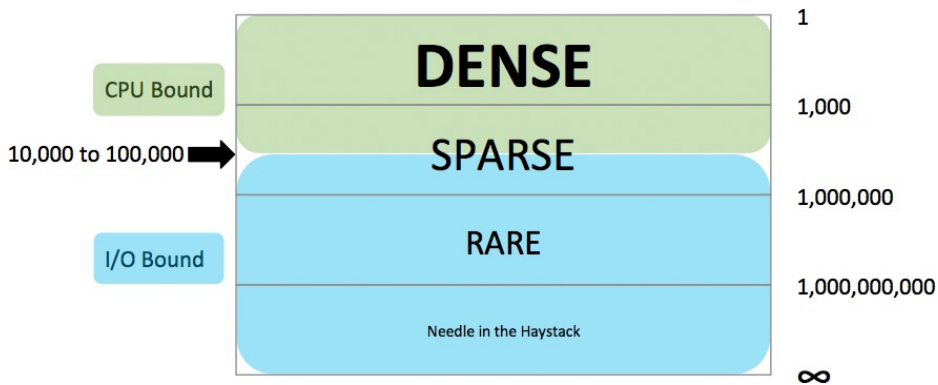 1
DENSE
CPU Bound
1,000
10,000 to 100,000
SPARSE
1,000,000
RARE
I/O Bound
1,000,000,000
Needle in the Haystack
∞